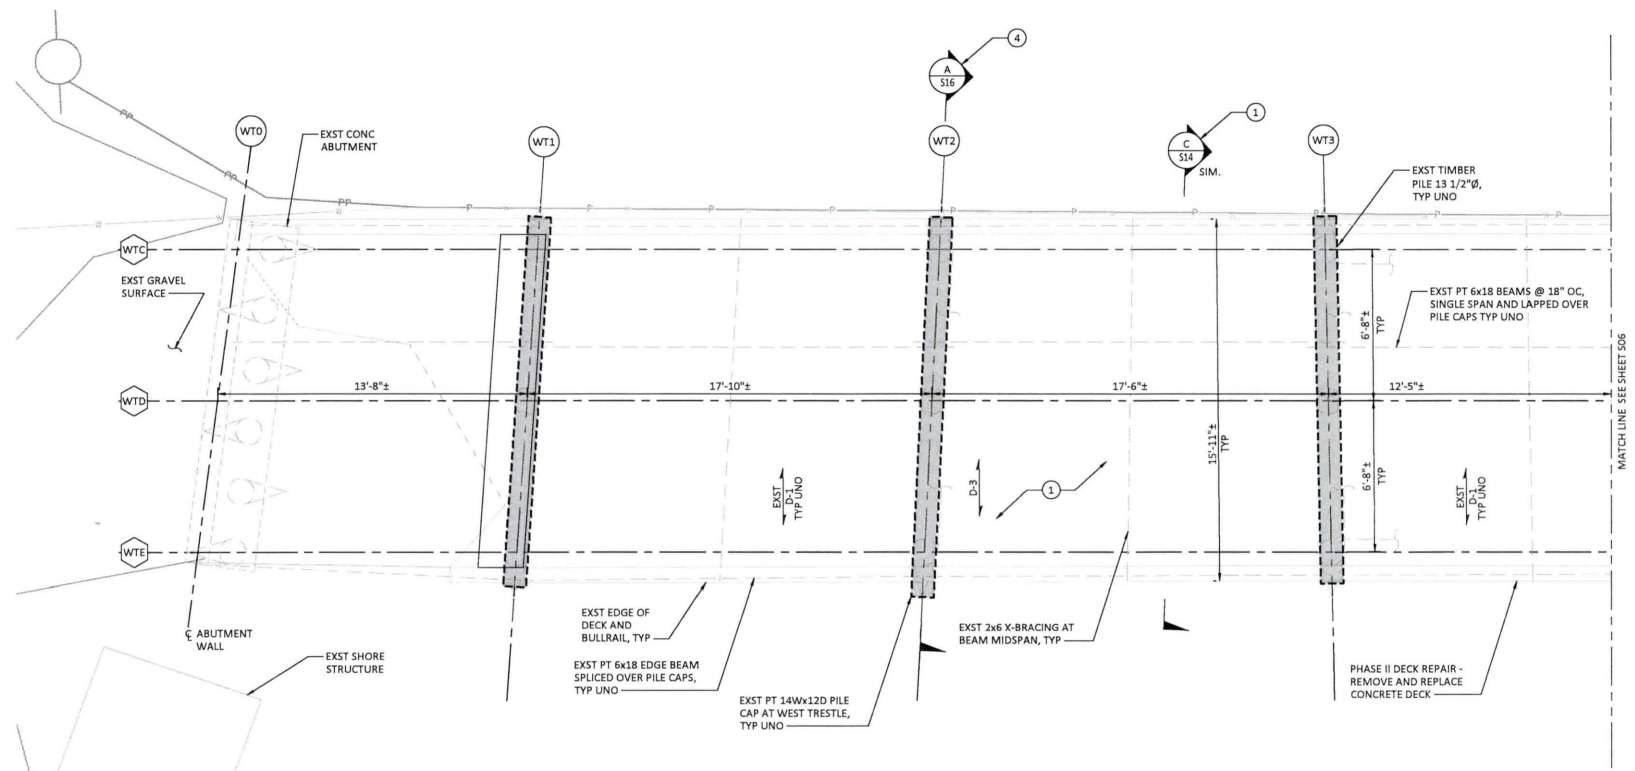 4
A
S16
1
WT0
WT1
WT2
C
S14
SIM.
WT3
EXST CONC
ABUTMENT
EXST TIMBER
PILE 13 1/2"Ø,
TYP UNO
PP
PP
PP
P
P
P
P
P
P
P
P
P
W
W
W
WTC
EXST GRAVEL
SURFACE
EXST PT 6x18 BEAMS @ 18" OC,
SINGLE SPAN AND LAPPED OVER
PILE CAPS TYP UNO
6'-8"±
TYP
WTD
13'-8"±
17'-10"±
17'-6"±
12'-5"±
MATCH LINE SEE SHEET S06
15'-11"±
TYP
6'-8"±
TYP
EXST
D-1
TYP UNO
D-3
1
EXST
D-1
TYP UNO
WTE
℄ ABUTMENT
WALL
EXST SHORE
STRUCTURE
EXST EDGE OF
DECK AND
BULLRAIL, TYP
EXST PT 6x18 EDGE BEAM
SPLICED OVER PILE CAPS,
TYP UNO
EXST PT 14Wx12D PILE
CAP AT WEST TRESTLE,
TYP UNO
EXST 2x6 X-BRACING AT
BEAM MIDSPAN, TYP
PHASE II DECK REPAIR -
REMOVE AND REPLACE
CONCRETE DECK